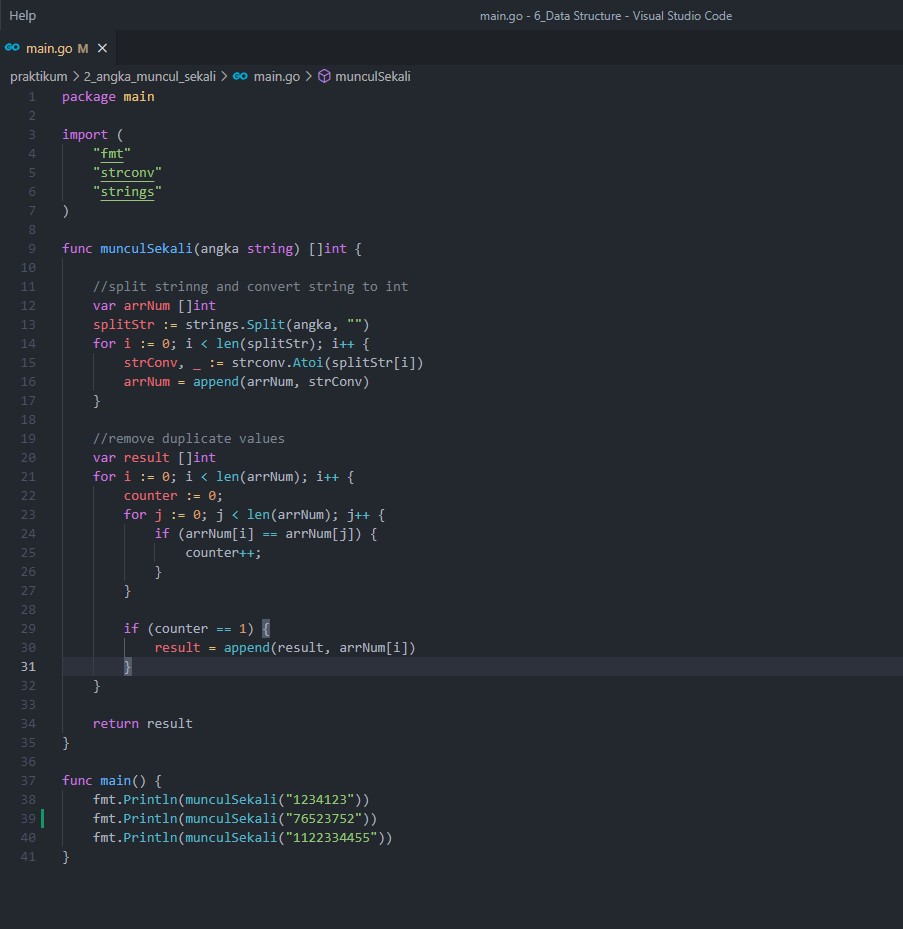 Help
main.go - 6_Data Structure - Visual Studio Code
main.go M
praktikum > 2_angka_muncul_sekali > main.go > munculSekali
1 package main
2
3 import (
4 "fmt"
5 "strconv"
6 "strings"
7 )
8
9 func munculSekali(angka string) []int {
10
11 //split strinng and convert string to int
12 var arrNum []int
13 splitStr := strings.Split(angka, "")
14 for i := 0; i < len(splitStr); i++ {
15 strConv, _ := strconv.Atoi(splitStr[i])
16 arrNum = append(arrNum, strConv)
17 }
18
19 //remove duplicate values
20 var result []int
21 for i := 0; i < len(arrNum); i++ {
22 counter := 0;
23 for j := 0; j < len(arrNum); j++ {
24 if (arrNum[i] == arrNum[j]) {
25 counter++;
26 }
27 }
28
29 if (counter == 1) {
30 result = append(result, arrNum[i])
31 }
32 }
33
34 return result
35 }
36
37 func main() {
38 fmt.Println(munculSekali("1234123"))
39 fmt.Println(munculSekali("76523752"))
40 fmt.Println(munculSekali("1122334455"))
41 }